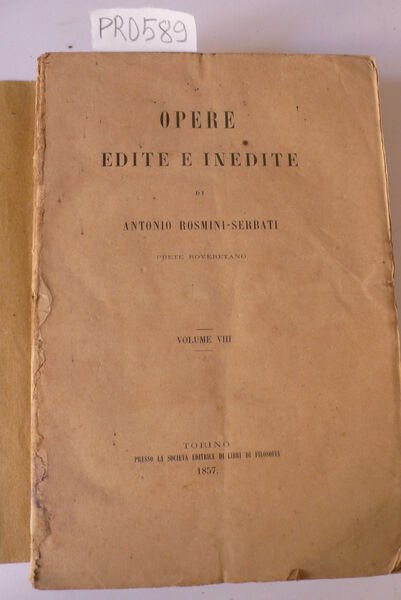 PRD589
OPERE
EDITE E INEDITE
DI
ANTONIO ROSMINI-SERBATI
PRETE ROVERETANO
VOLUME VIII
TORINO
PRESSO LA SOCIETÀ EDITRICE DI LIBRI DI FILOSOFIA
1857.